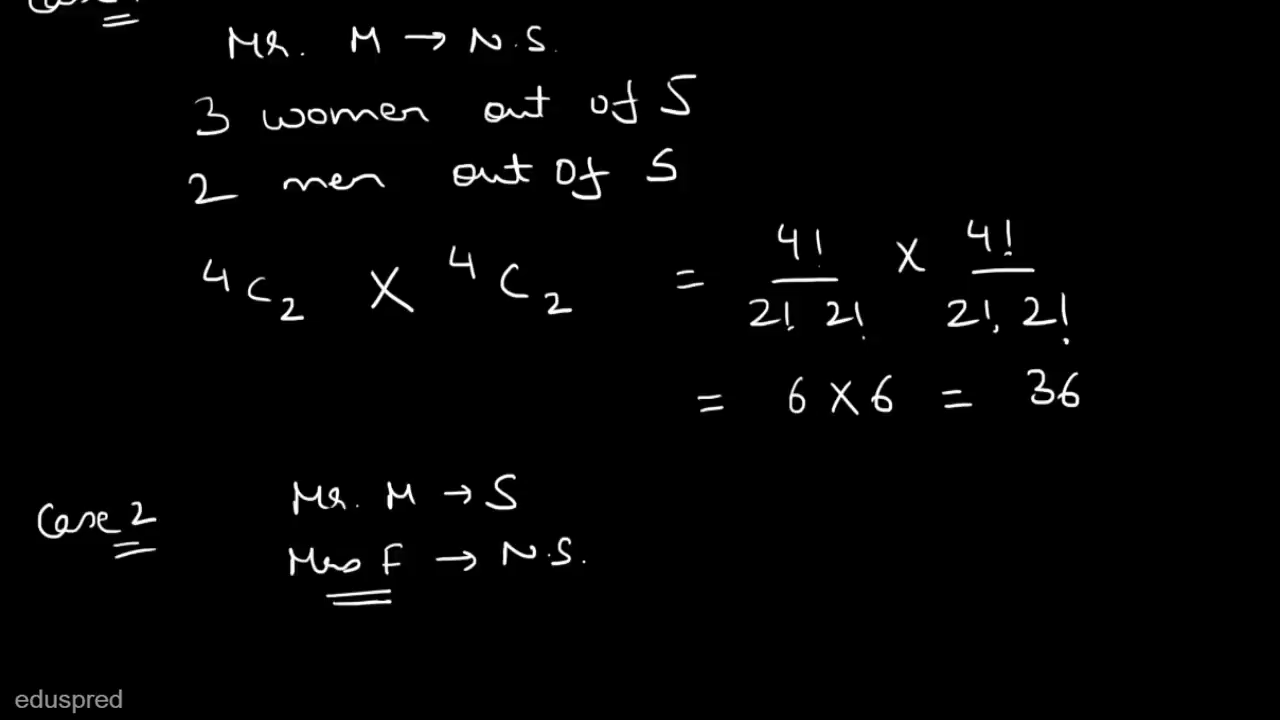 Case
Mr. M → N.S.
3 women out of 5
2 men out of 5
⁴C₂ X ⁴C₂ = 4!/2! 2! X 4!/2! 2!
= 6 X 6 = 36
Case 2 Mr. M → S
Mrs F → N.S.
eduspred